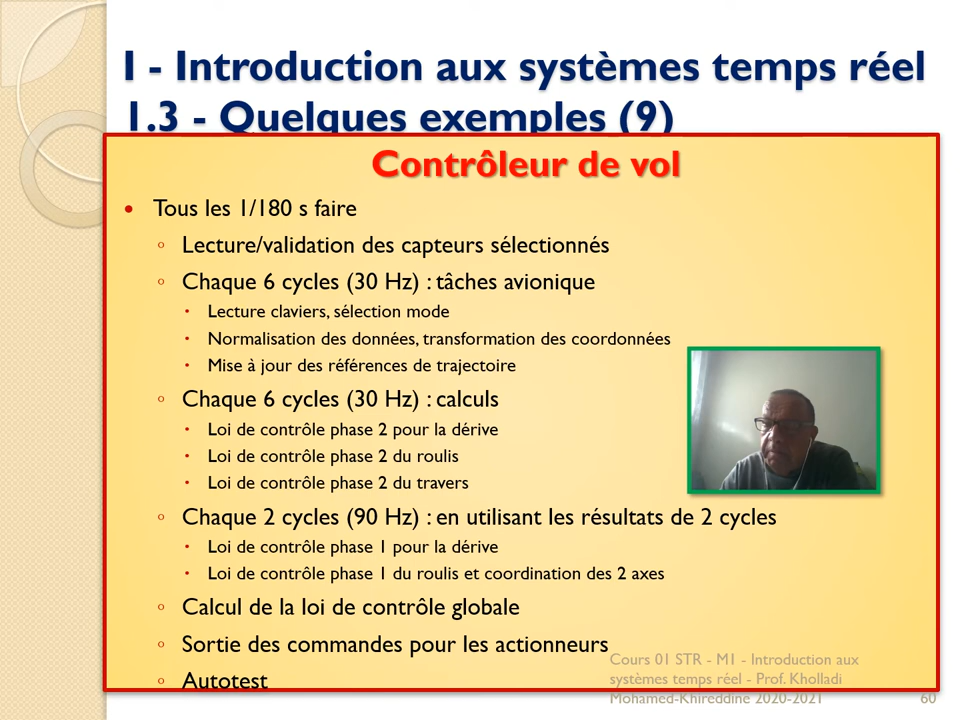 I - Introduction aux systèmes temps réel
1.3 - Quelques exemples (9)
Contrôleur de vol
• Tous les 1/180 s faire
◦ Lecture/validation des capteurs sélectionnés
◦ Chaque 6 cycles (30 Hz) : tâches avionique
• Lecture claviers, sélection mode
• Normalisation des données, transformation des coordonnées
• Mise à jour des références de trajectoire
◦ Chaque 6 cycles (30 Hz) : calculs
• Loi de contrôle phase 2 pour la dérive
• Loi de contrôle phase 2 du roulis
• Loi de contrôle phase 2 du travers
◦ Chaque 2 cycles (90 Hz) : en utilisant les résultats de 2 cycles
• Loi de contrôle phase 1 pour la dérive
• Loi de contrôle phase 1 du roulis et coordination des 2 axes
◦ Calcul de la loi de contrôle globale
◦ Sortie des commandes pour les actionneurs
◦ Autotest
Cours 01 STR - M1 - Introduction aux
systèmes temps réel - Prof. Kholladi
Mohamed-Khireddine 2020-2021
60